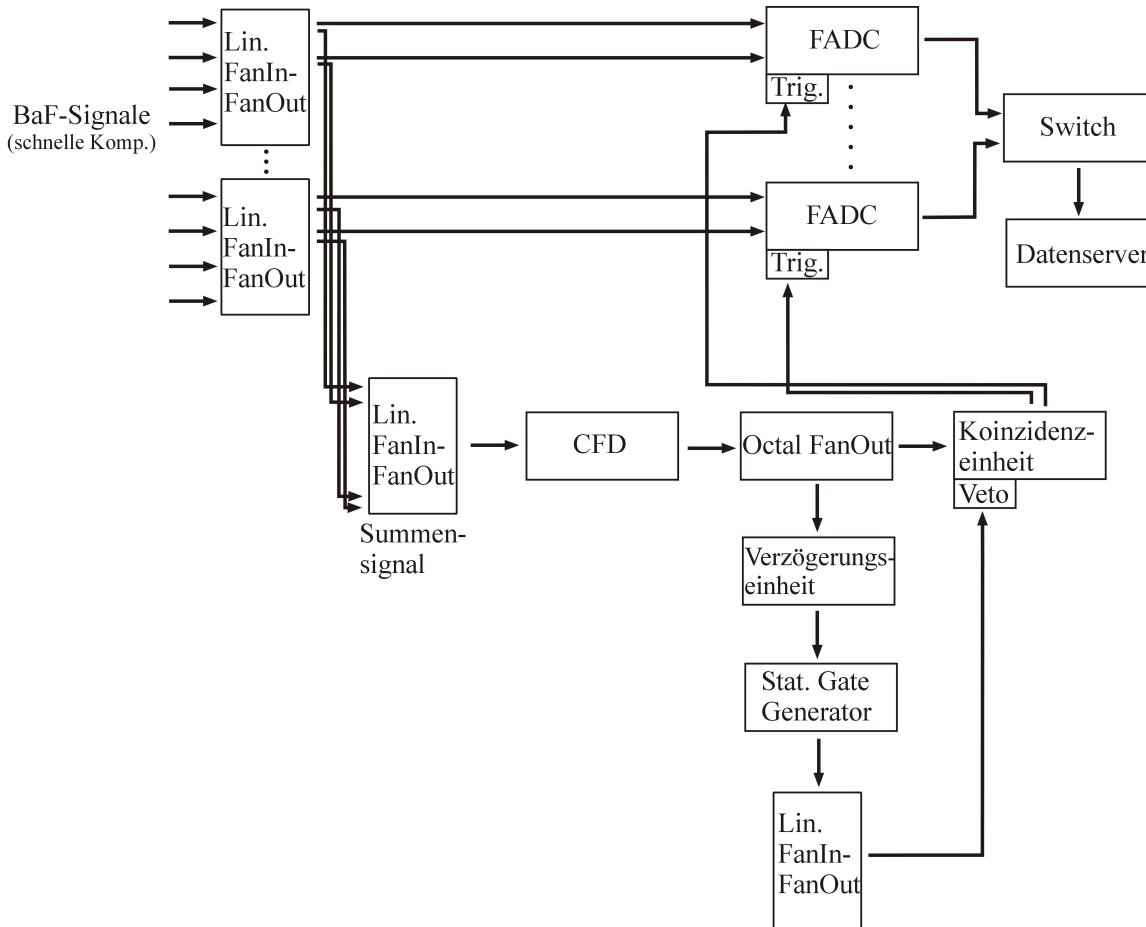 Lin.
FanIn-
FanOut
BaF-Signale
(schnelle Komp.)
FADC
Trig.
Switch
Lin.
FanIn-
FanOut
FADC
Trig.
Datenserver
Lin.
FanIn-
FanOut
Summen-
signal
CFD
Octal FanOut
Koinzidenz-
einheit
Veto
Verzögerungs-
einheit
Stat. Gate
Generator
Lin.
FanIn-
FanOut